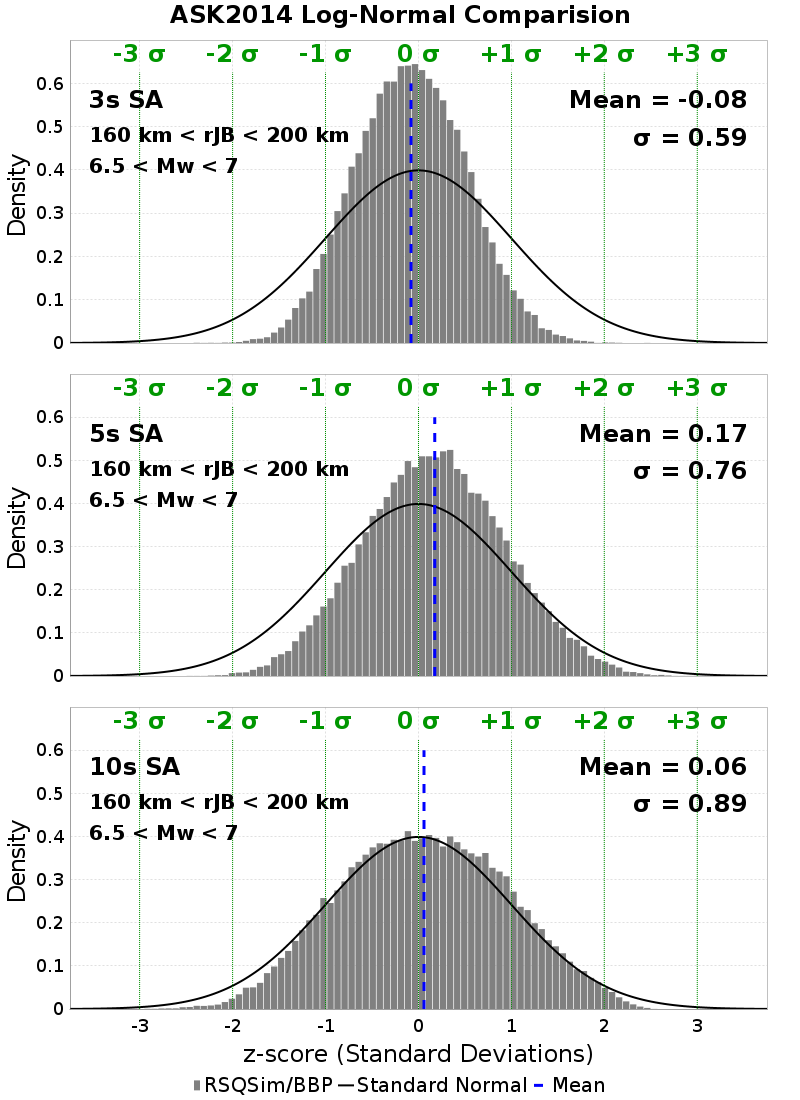 ASK2014 Log-Normal Comparision
-3 σ -2 σ -1 σ 0 σ +1 σ +2 σ +3 σ
3s SA
160 km < rJB < 200 km
6.5 < Mw < 7
Mean = -0.08
σ = 0.59
Density
0.6
0.5
0.4
0.3
0.2
0.1
0
-3 σ -2 σ -1 σ 0 σ +1 σ +2 σ +3 σ
5s SA
160 km < rJB < 200 km
6.5 < Mw < 7
Mean = 0.17
σ = 0.76
Density
0.6
0.5
0.4
0.3
0.2
0.1
0
-3 σ -2 σ -1 σ 0 σ +1 σ +2 σ +3 σ
10s SA
160 km < rJB < 200 km
6.5 < Mw < 7
Mean = 0.06
σ = 0.89
Density
0.6
0.5
0.4
0.3
0.2
0.1
0
-3 -2 -1 0 1 2 3
z-score (Standard Deviations)
RSQSim/BBP Standard Normal Mean